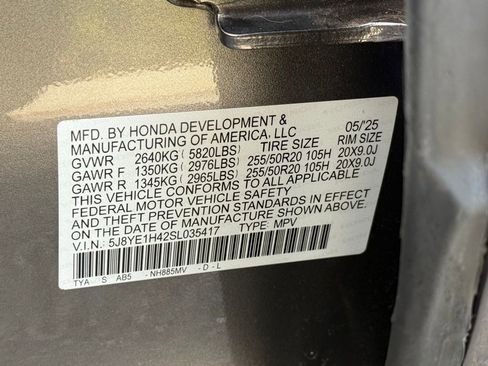 MFD. BY HONDA DEVELOPMENT &
MANUFACTURING OF AMERICA, LLC 05/'25
GVWR 2640KG (5820LBS) TIRE SIZE RIM SIZE
GAWR F 1350KG (2976LBS) 255/50R20 105H 20X9.0J
GAWR R 1345KG (2965LBS) 255/50R20 105H 20X9.0J
THIS VEHICLE CONFORMS TO ALL APPLICABLE
FEDERAL MOTOR VEHICLE SAFETY
AND THEFT PREVENTION STANDARDS IN EFFECT
ON THE DATE OF MANUFACTURE SHOWN ABOVE.
V.I.N.: 5J8YE1H42SL035417 TYPE: MPV
TYA S AB5 -NH885MV -D-L